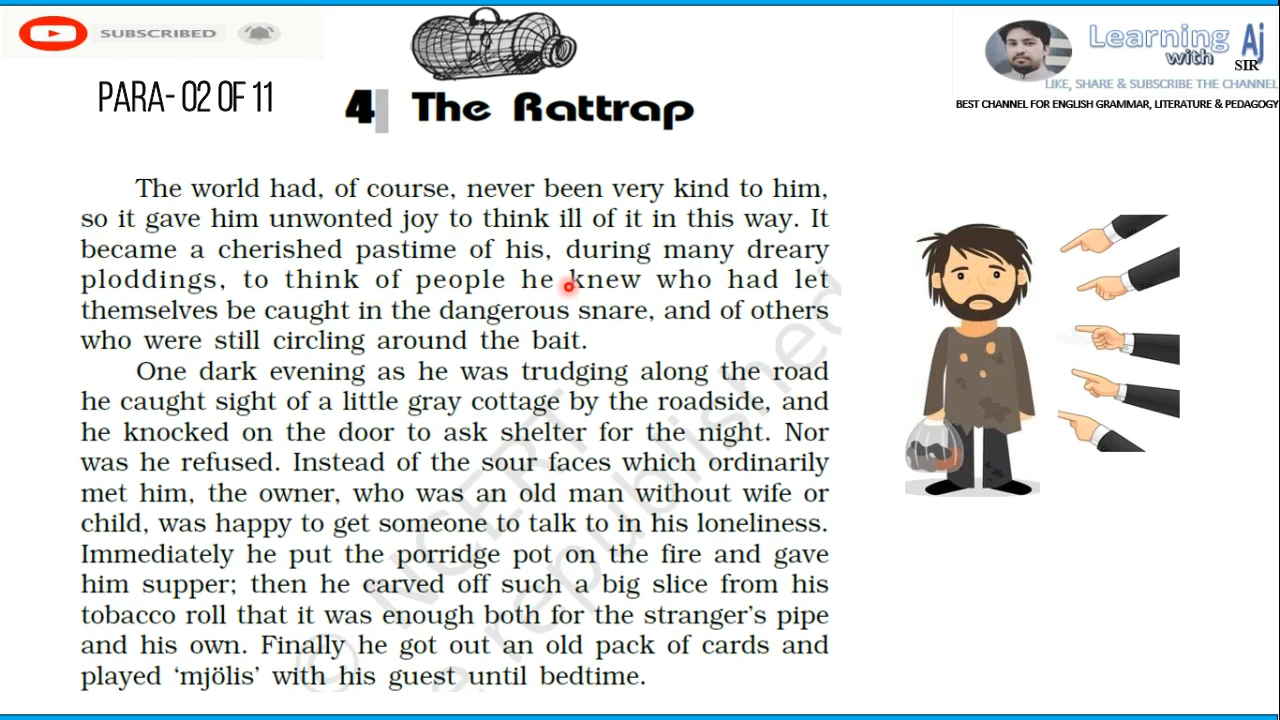 SUBSCRIBED
PARA- 02 OF 11
4 The Rattrap
Learning
with Aj
SIR
LIKE, SHARE & SUBSCRIBE THE CHANNEL
BEST CHANNEL FOR ENGLISH GRAMMAR, LITERATURE & PEDAGOGY
The world had, of course, never been very kind to him,
so it gave him unwonted joy to think ill of it in this way. It
became a cherished pastime of his, during many dreary
ploddings, to think of people he knew who had let
themselves be caught in the dangerous snare, and of others
who were still circling around the bait.
One dark evening as he was trudging along the road
he caught sight of a little gray cottage by the roadside, and
he knocked on the door to ask shelter for the night. Nor
was he refused. Instead of the sour faces which ordinarily
met him, the owner, who was an old man without wife or
child, was happy to get someone to talk to in his loneliness.
Immediately he put the porridge pot on the fire and gave
him supper; then he carved off such a big slice from his
tobacco roll that it was enough both for the stranger's pipe
and his own. Finally he got out an old pack of cards and
played ‘mjölis’ with his guest until bedtime.
© NCERT
republished